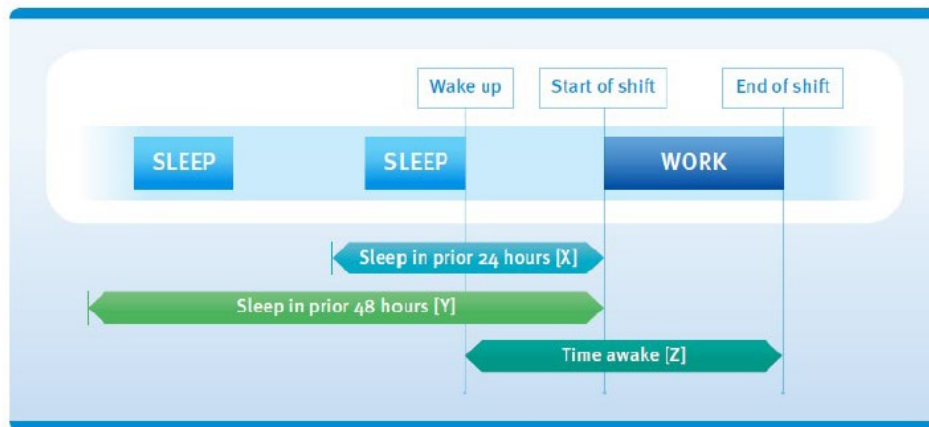 Wake up
Start of shift
End of shift
SLEEP
SLEEP
WORK
Sleep in prior 24 hours [X]
Sleep in prior 48 hours [Y]
Time awake [Z]